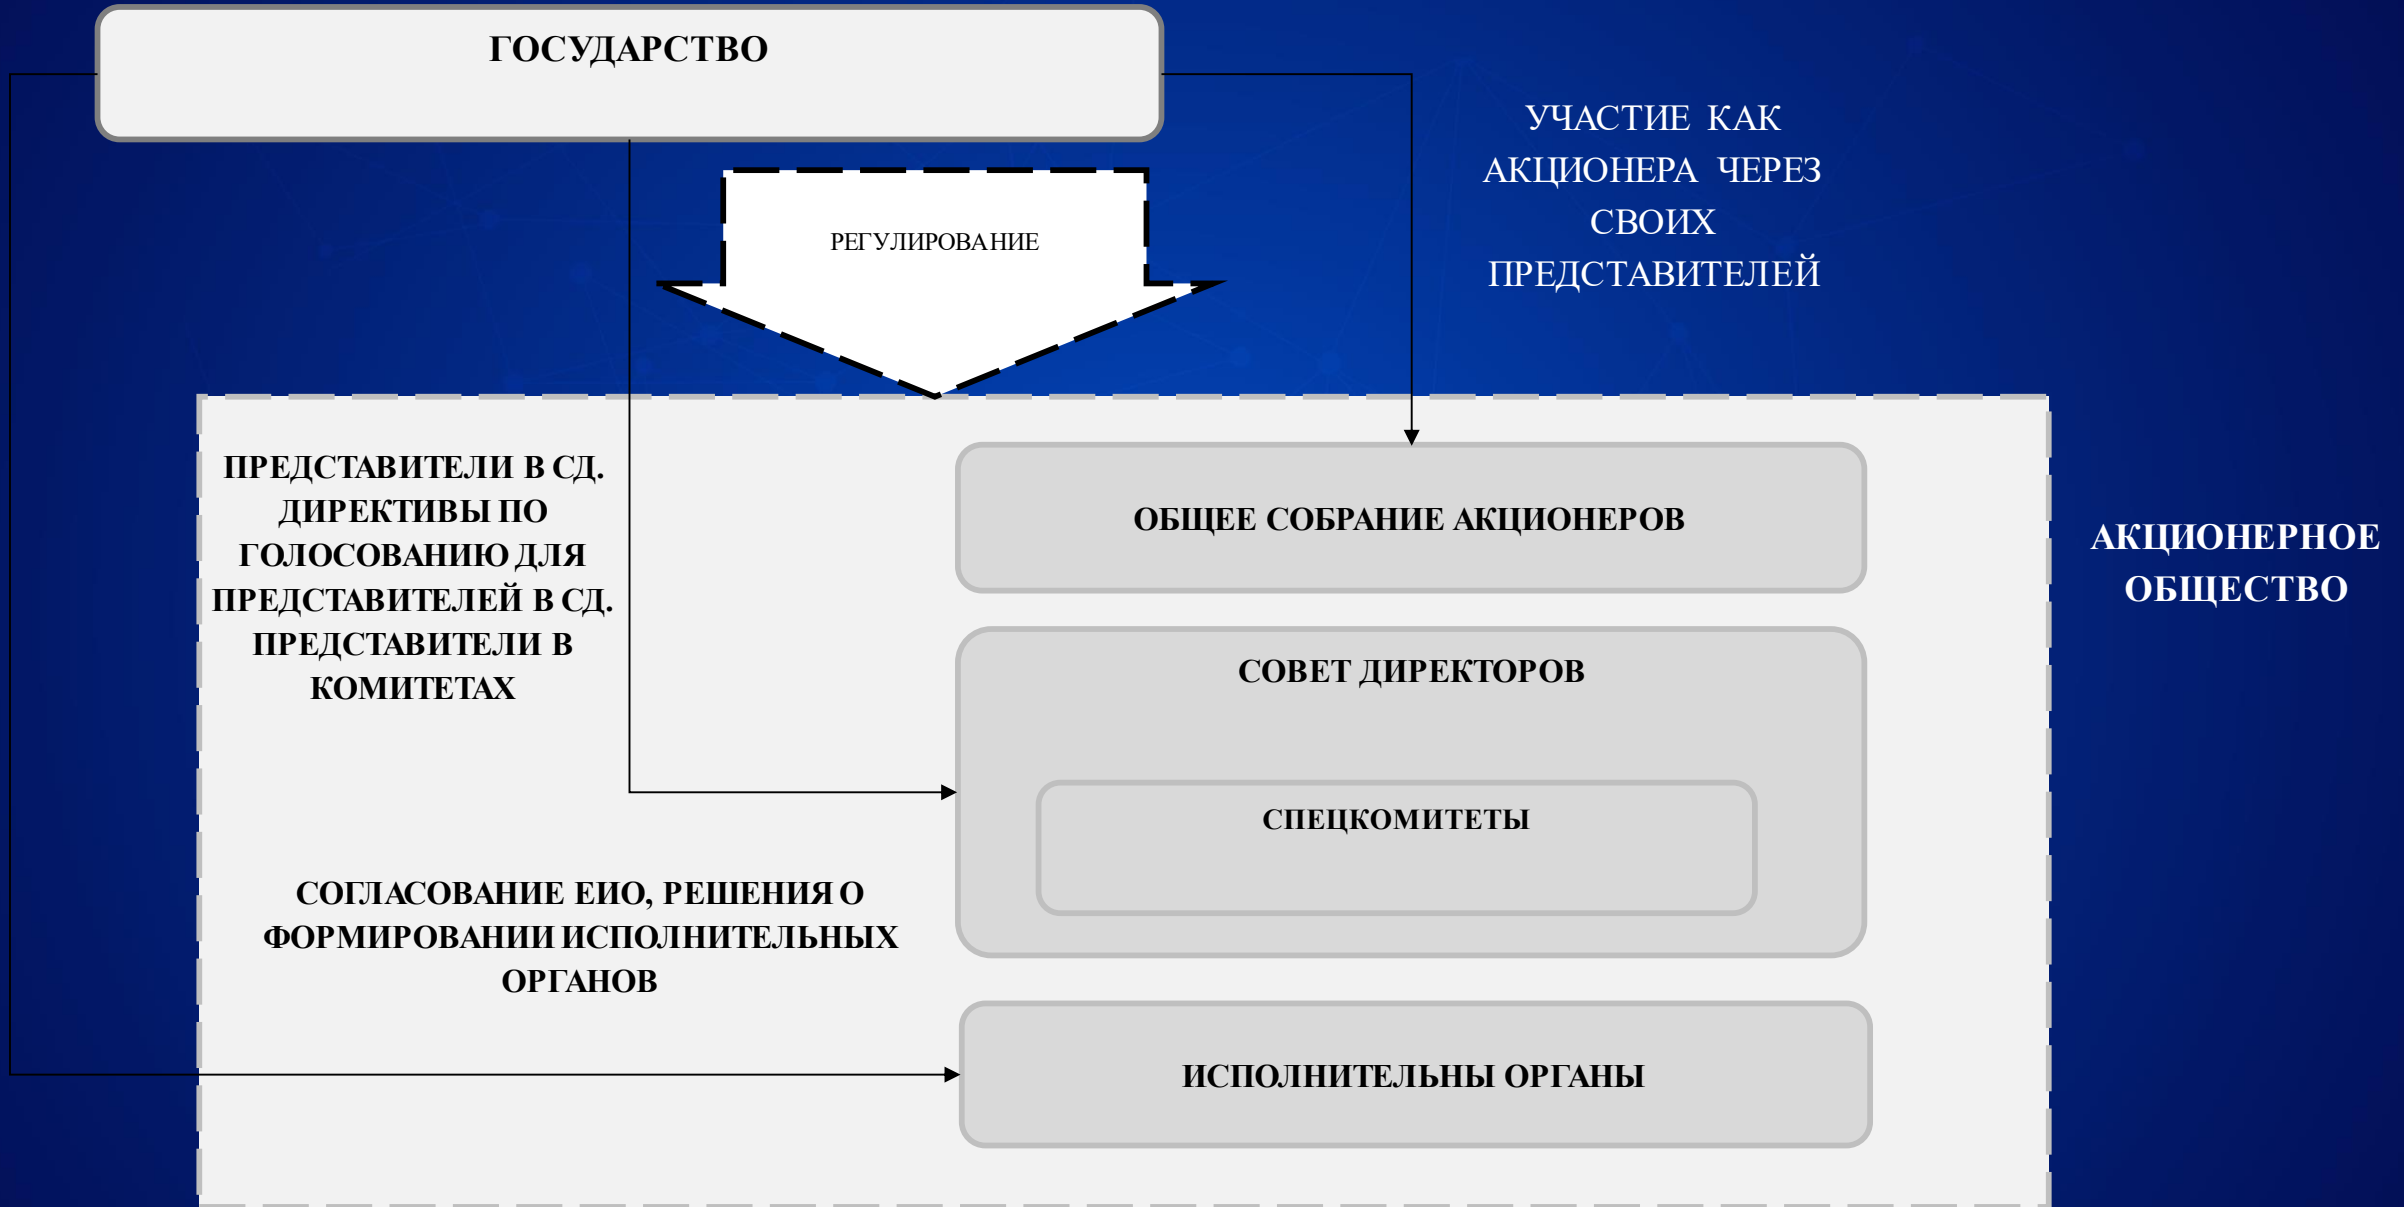 ГОСУДАРСТВО
УЧАСТИЕ КАК
АКЦИОНЕРА ЧЕРЕЗ
СВОИХ
ПРЕДСТАВИТЕЛЕЙ
РЕГУЛИРОВАНИЕ
ПРЕДСТАВИТЕЛИ В СД.
ДИРЕКТИВЫ ПО
ГОЛОСОВАНИЮ ДЛЯ
ПРЕДСТАВИТЕЛЕЙ В СД.
ПРЕДСТАВИТЕЛИ В
КОМИТЕТАХ
ОБЩЕЕ СОБРАНИЕ АКЦИОНЕРОВ
АКЦИОНЕРНОЕ
ОБЩЕСТВО
СОВЕТ ДИРЕКТОРОВ
СПЕЦКОМИТЕТЫ
СОГЛАСОВАНИЕ ЕИО, РЕШЕНИЯ О
ФОРМИРОВАНИИ ИСПОЛНИТЕЛЬНЫХ
ОРГАНОВ
ИСПОЛНИТЕЛЬНЫ ОРГАНЫ